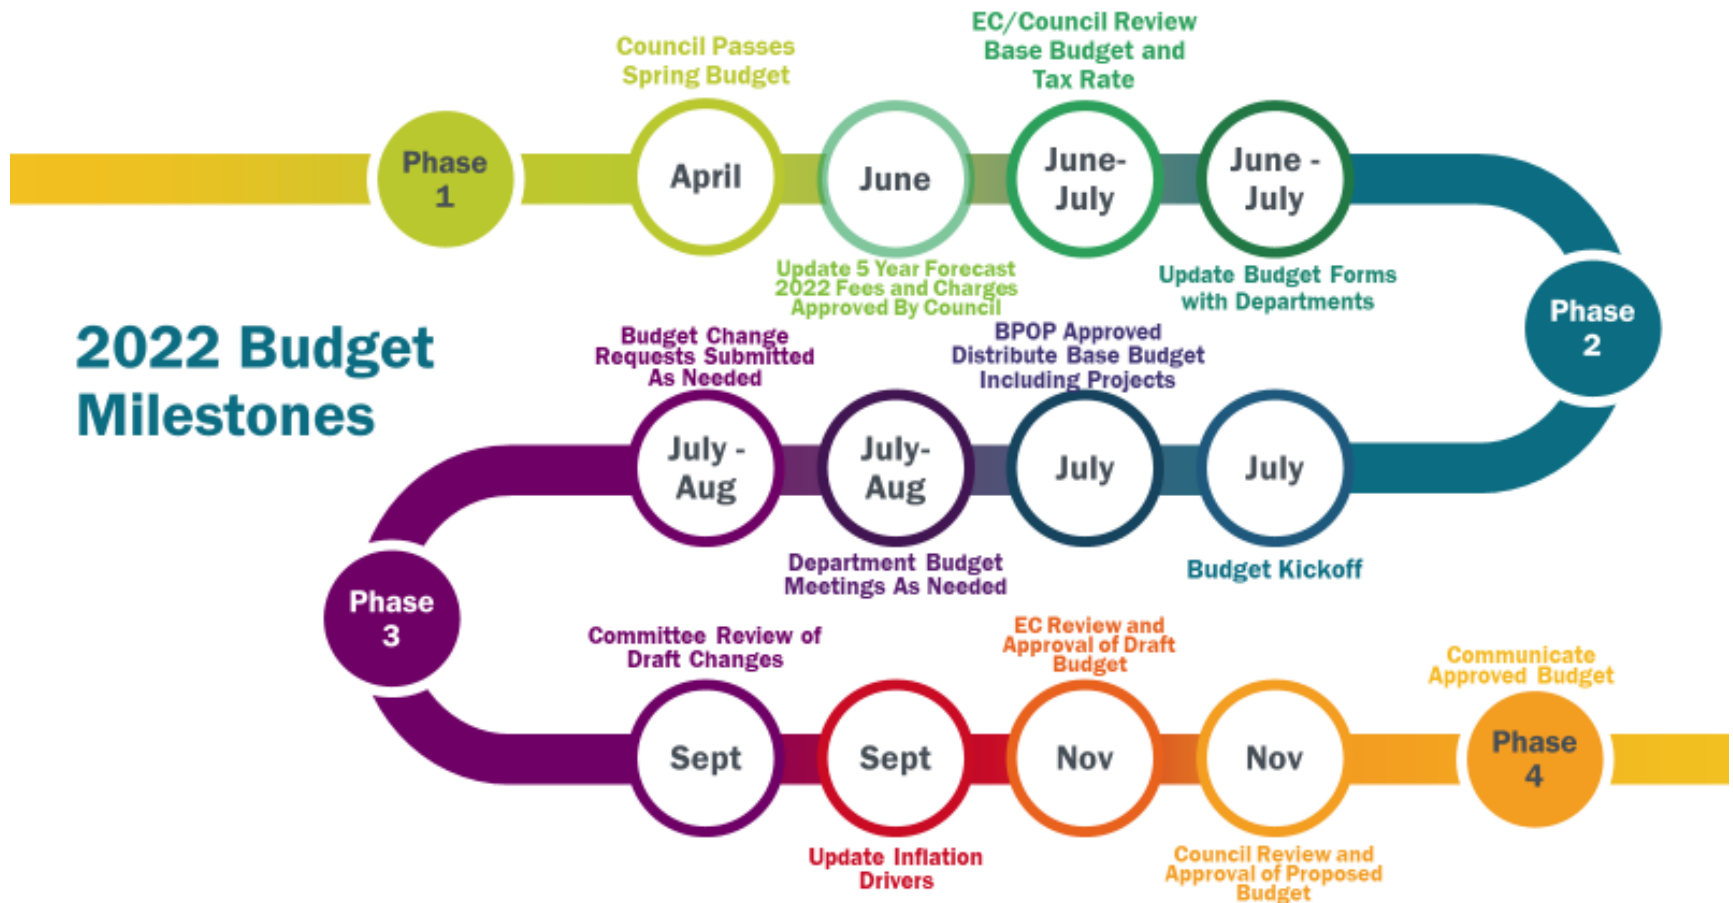 Council Passes
Spring Budget
EC/Council Review
Base Budget and
Tax Rate
Phase
1
April
June
June-
July
June -
July
Update 5 Year Forecast
2022 Fees and Charges
Approved By Council
Update Budget Forms
with Departments
Phase
2
2022 Budget
Milestones
Budget Change
Requests Submitted
As Needed
BPOP Approved
Distribute Base Budget
Including Projects
July -
Aug
July-
Aug
July
July
Department Budget
Meetings As Needed
Budget Kickoff
Phase
3
Committee Review of
Draft Changes
EC Review and
Approval of Draft
Budget
Communicate
Approved Budget
Sept
Sept
Nov
Nov
Phase
4
Update Inflation
Drivers
Council Review and
Approval of Proposed
Budget